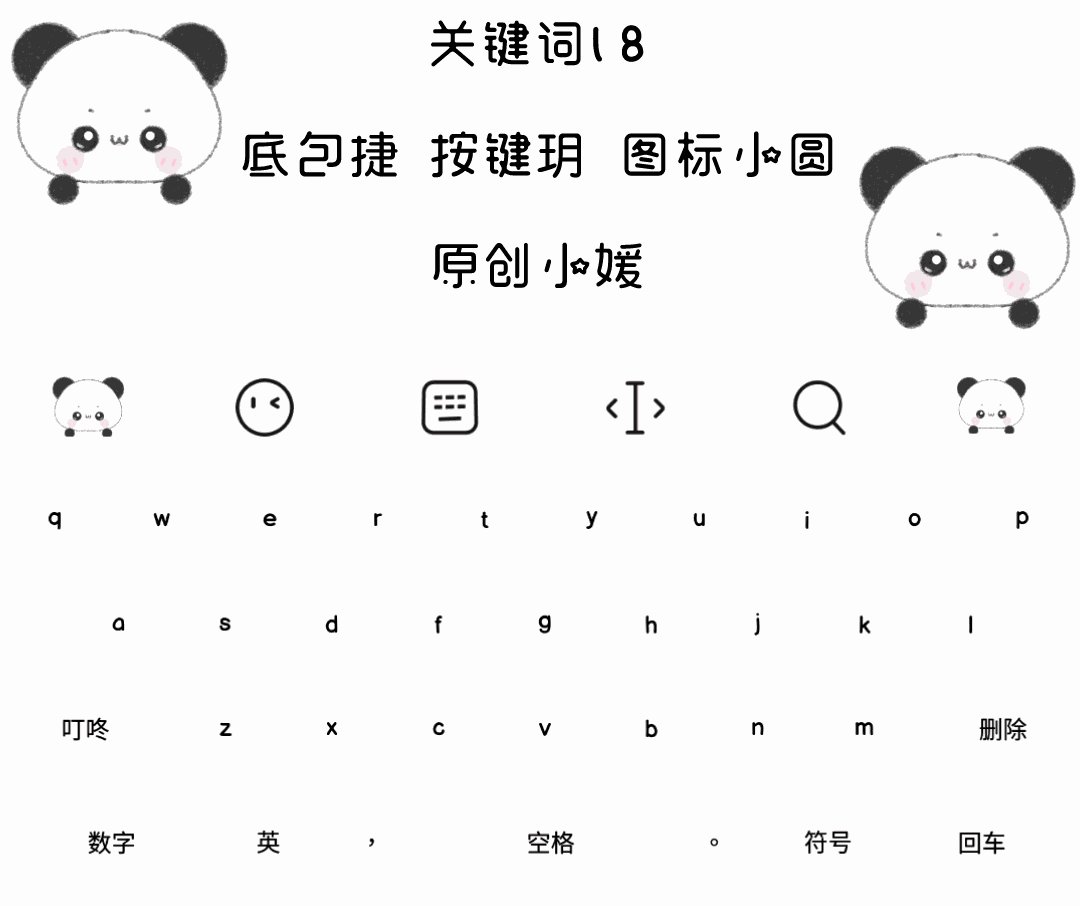 关键词18
底包捷 按键玥 图标小圆
原创小媛
q w e r t y u i o p
a s d f g h j k l
叮咚 z x c v b n m 删除
数字 英 ， 空格 。 符号 回车